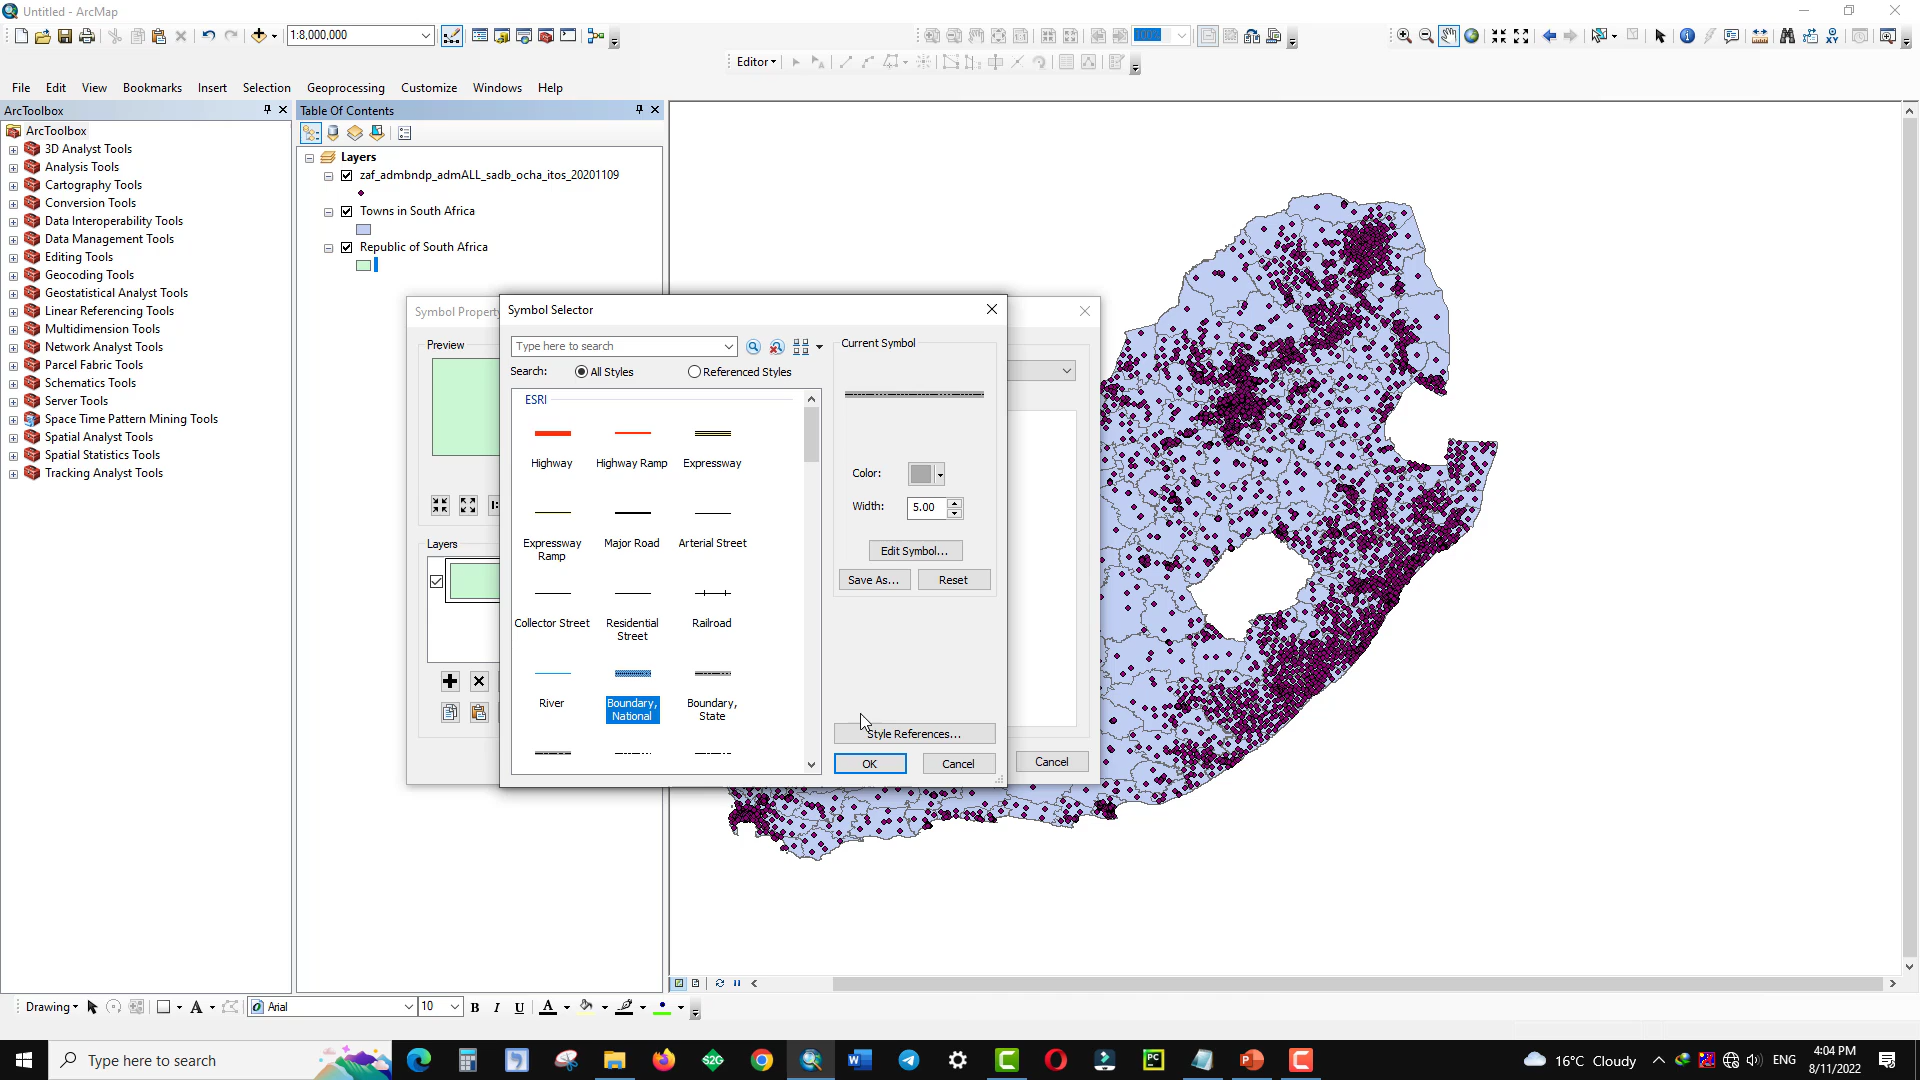 Untitled - ArcMap
1:8,000,000
100%
Editor
File Edit View Bookmarks Insert Selection Geoprocessing Customize Windows Help
ArcToolbox
ArcToolbox
3D Analyst Tools
Analysis Tools
Cartography Tools
Conversion Tools
Data Interoperability Tools
Data Management Tools
Editing Tools
Geocoding Tools
Geostatistical Analyst Tools
Linear Referencing Tools
Multidimension Tools
Network Analyst Tools
Parcel Fabric Tools
Schematics Tools
Server Tools
Space Time Pattern Mining Tools
Spatial Analyst Tools
Spatial Statistics Tools
Tracking Analyst Tools
Table Of Contents
Layers
zaf_admbndp_admALL_sadb_ocha_itos_20201109
Towns in South Africa
Republic of South Africa
Symbol Property
Preview
Layers
Cancel
Symbol Selector
Type here to search
Search: All Styles Referenced Styles
ESRI
Highway Highway Ramp Expressway
Expressway Ramp Major Road Arterial Street
Collector Street Residential Street Railroad
River Boundary, National Boundary, State
Current Symbol
Color:
Width: 5.00
Edit Symbol...
Save As... Reset
Style References...
OK Cancel
Drawing A Arial 10 B I U A
Type here to search
S2G
PC
16°C Cloudy
ENG
4:04 PM
8/11/2022